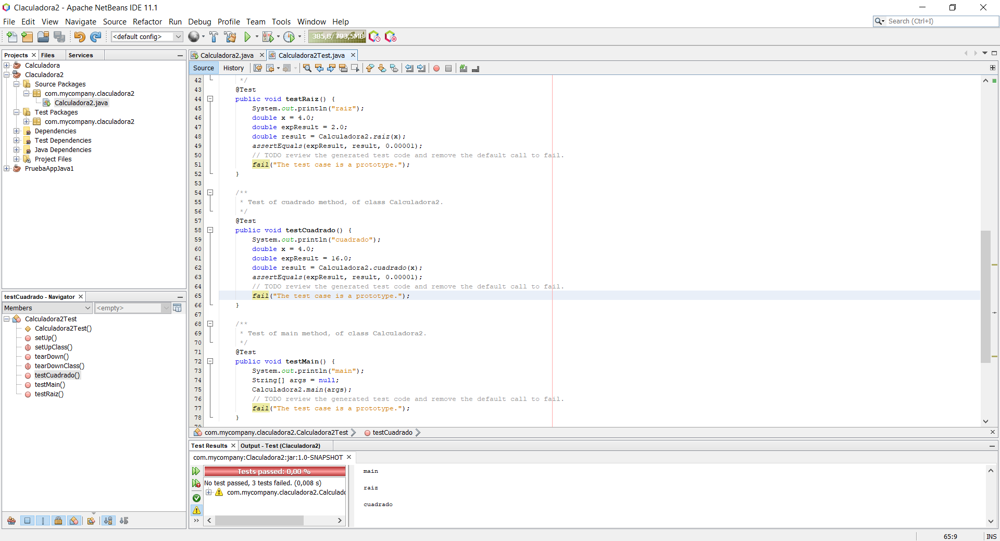 Claculadora2 - Apache NetBeans IDE 11.1
File Edit View Navigate Source Refactor Run Debug Profile Team Tools Window Help
Search (Ctrl+I)
<default config>
385,8/793,5MB
Projects Files Services
Calculadora
Claculadora2
Source Packages
com.mycompany.claculadora2
Calculadora2.java
Test Packages
com.mycompany.claculadora2
Dependencies
Test Dependencies
Java Dependencies
Project Files
PruebaAppJava1
testCuadrado - Navigator
Members <empty>
Calculadora2Test
Calculadora2Test()
setUp()
setUpClass()
tearDown()
tearDownClass()
testCuadrado()
testMain()
testRaiz()
Calculadora2.java Calculadora2Test.java
Source History
42 */
43 @Test
44 public void testRaiz() {
45 System.out.println("raiz");
46 double x = 4.0;
47 double expResult = 2.0;
48 double result = Calculadora2.raiz(x);
49 assertEquals(expResult, result, 0.00001);
50 // TODO review the generated test code and remove the default call to fail.
51 fail("The test case is a prototype.");
52 }
53
54 /**
55 * Test of cuadrado method, of class Calculadora2.
56 */
57 @Test
58 public void testCuadrado() {
59 System.out.println("cuadrado");
60 double x = 4.0;
61 double expResult = 16.0;
62 double result = Calculadora2.cuadrado(x);
63 assertEquals(expResult, result, 0.00001);
64 // TODO review the generated test code and remove the default call to fail.
65 fail("The test case is a prototype.");
66 }
67
68 /**
69 * Test of main method, of class Calculadora2.
70 */
71 @Test
72 public void testMain() {
73 System.out.println("main");
74 String[] args = null;
75 Calculadora2.main(args);
76 // TODO review the generated test code and remove the default call to fail.
77 fail("The test case is a prototype.");
78 }
79
com.mycompany.claculadora2.Calculadora2Test testCuadrado
Test Results Output - Test (Claculadora2)
com.mycompany:Claculadora2:jar:1.0-SNAPSHOT
Tests passed: 0,00 %
No test passed, 3 tests failed. (0,008 s)
com.mycompany.claculadora2.Calculado
main
raiz
cuadrado
65:9 INS